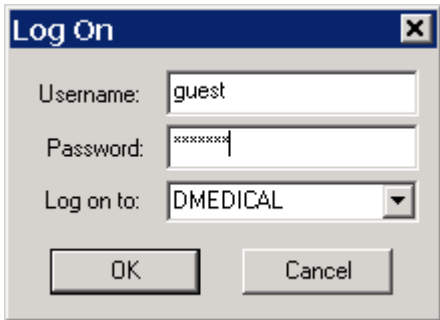 Log On
Username: guest
Password: *******
Log on to: DMEDICAL
OK Cancel